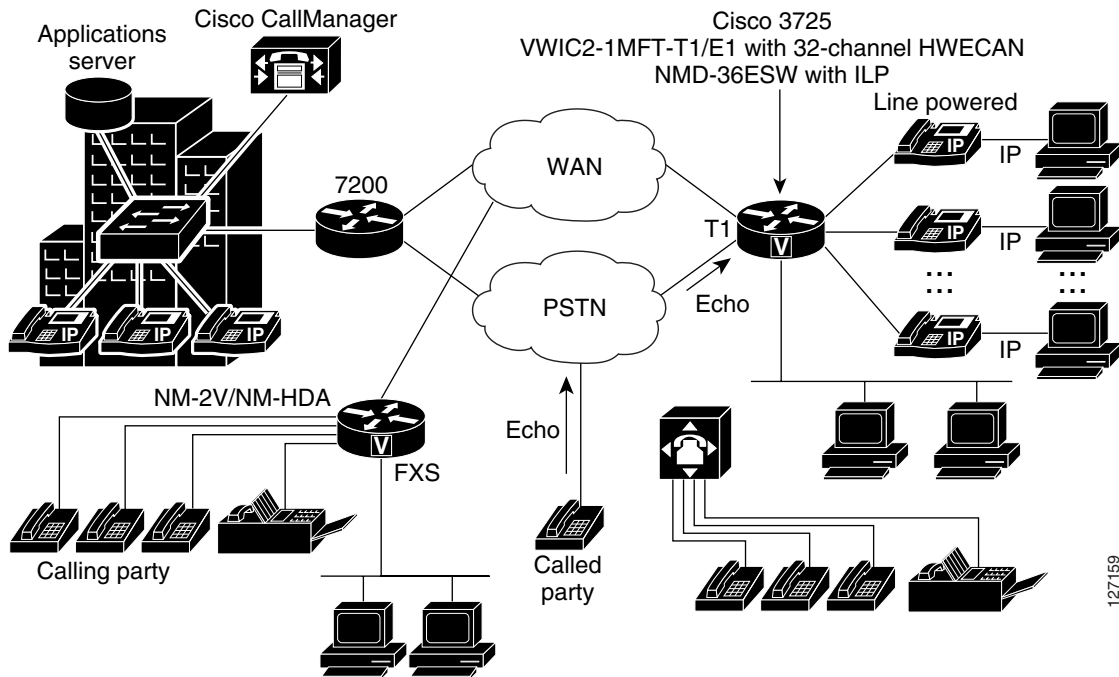 Cisco CallManager
Applications
server
Cisco 3725
VWIC2-1MFT-T1/E1 with 32-channel HWECAN
NMD-36ESW with ILP
Line powered
IP
IP
WAN
7200
T1
V
IP
IP
Echo
PSTN
... ...
IP
IP
IP
IP
IP
NM-2V/NM-HDA
Echo
V
FXS
Calling party
Called
party
127159